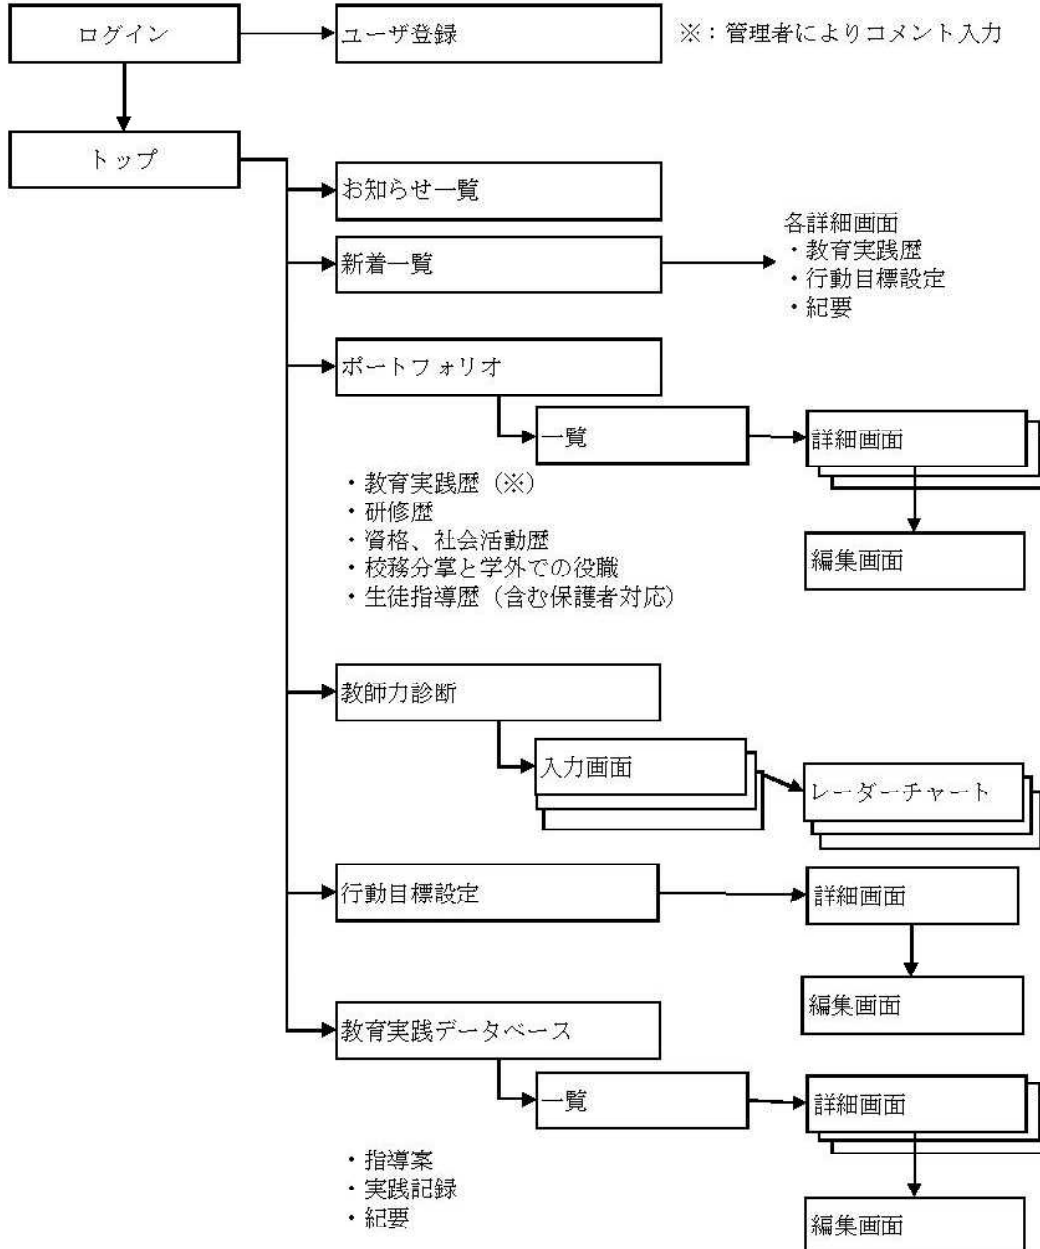 ログイン
ユーザ登録
※：管理者によりコメント入力
トップ
お知らせ一覧
新着一覧
各詳細画面
・教育実践歴
・行動目標設定
・紀要
ポートフォリオ
一覧
詳細画面
編集画面
・教育実践歴（※）
・研修歴
・資格、社会活動歴
・校務分掌と学外での役職
・生徒指導歴（含む保護者対応）
教師力診断
入力画面
レーダーチャート
行動目標設定
詳細画面
編集画面
教育実践データベース
一覧
詳細画面
編集画面
・指導案
・実践記録
・紀要